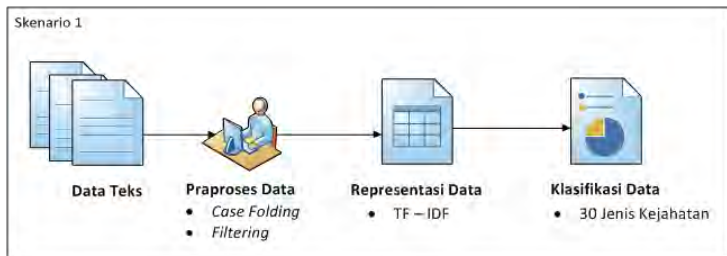 Skenario 1
Data Teks
Praproses Data
• Case Folding
• Filtering
Representasi Data
• TF – IDF
Klasifikasi Data
• 30 Jenis Kejahatan